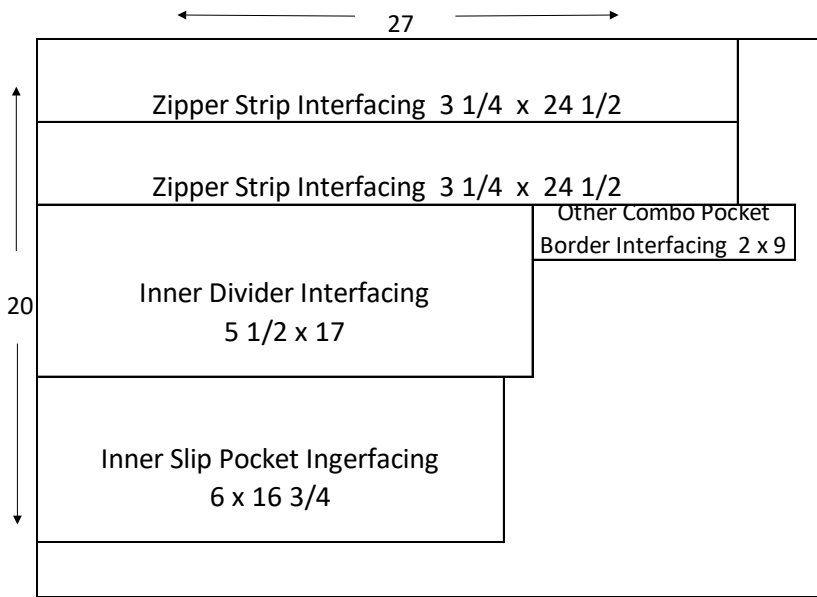 27
Zipper Strip Interfacing 3 1/4 x 24 1/2
Zipper Strip Interfacing 3 1/4 x 24 1/2
Other Combo Pocket
Border Interfacing 2 x 9
Inner Divider Interfacing
20
5 1/2 x 17
Inner Slip Pocket Ingerfacing
6 x 16 3/4